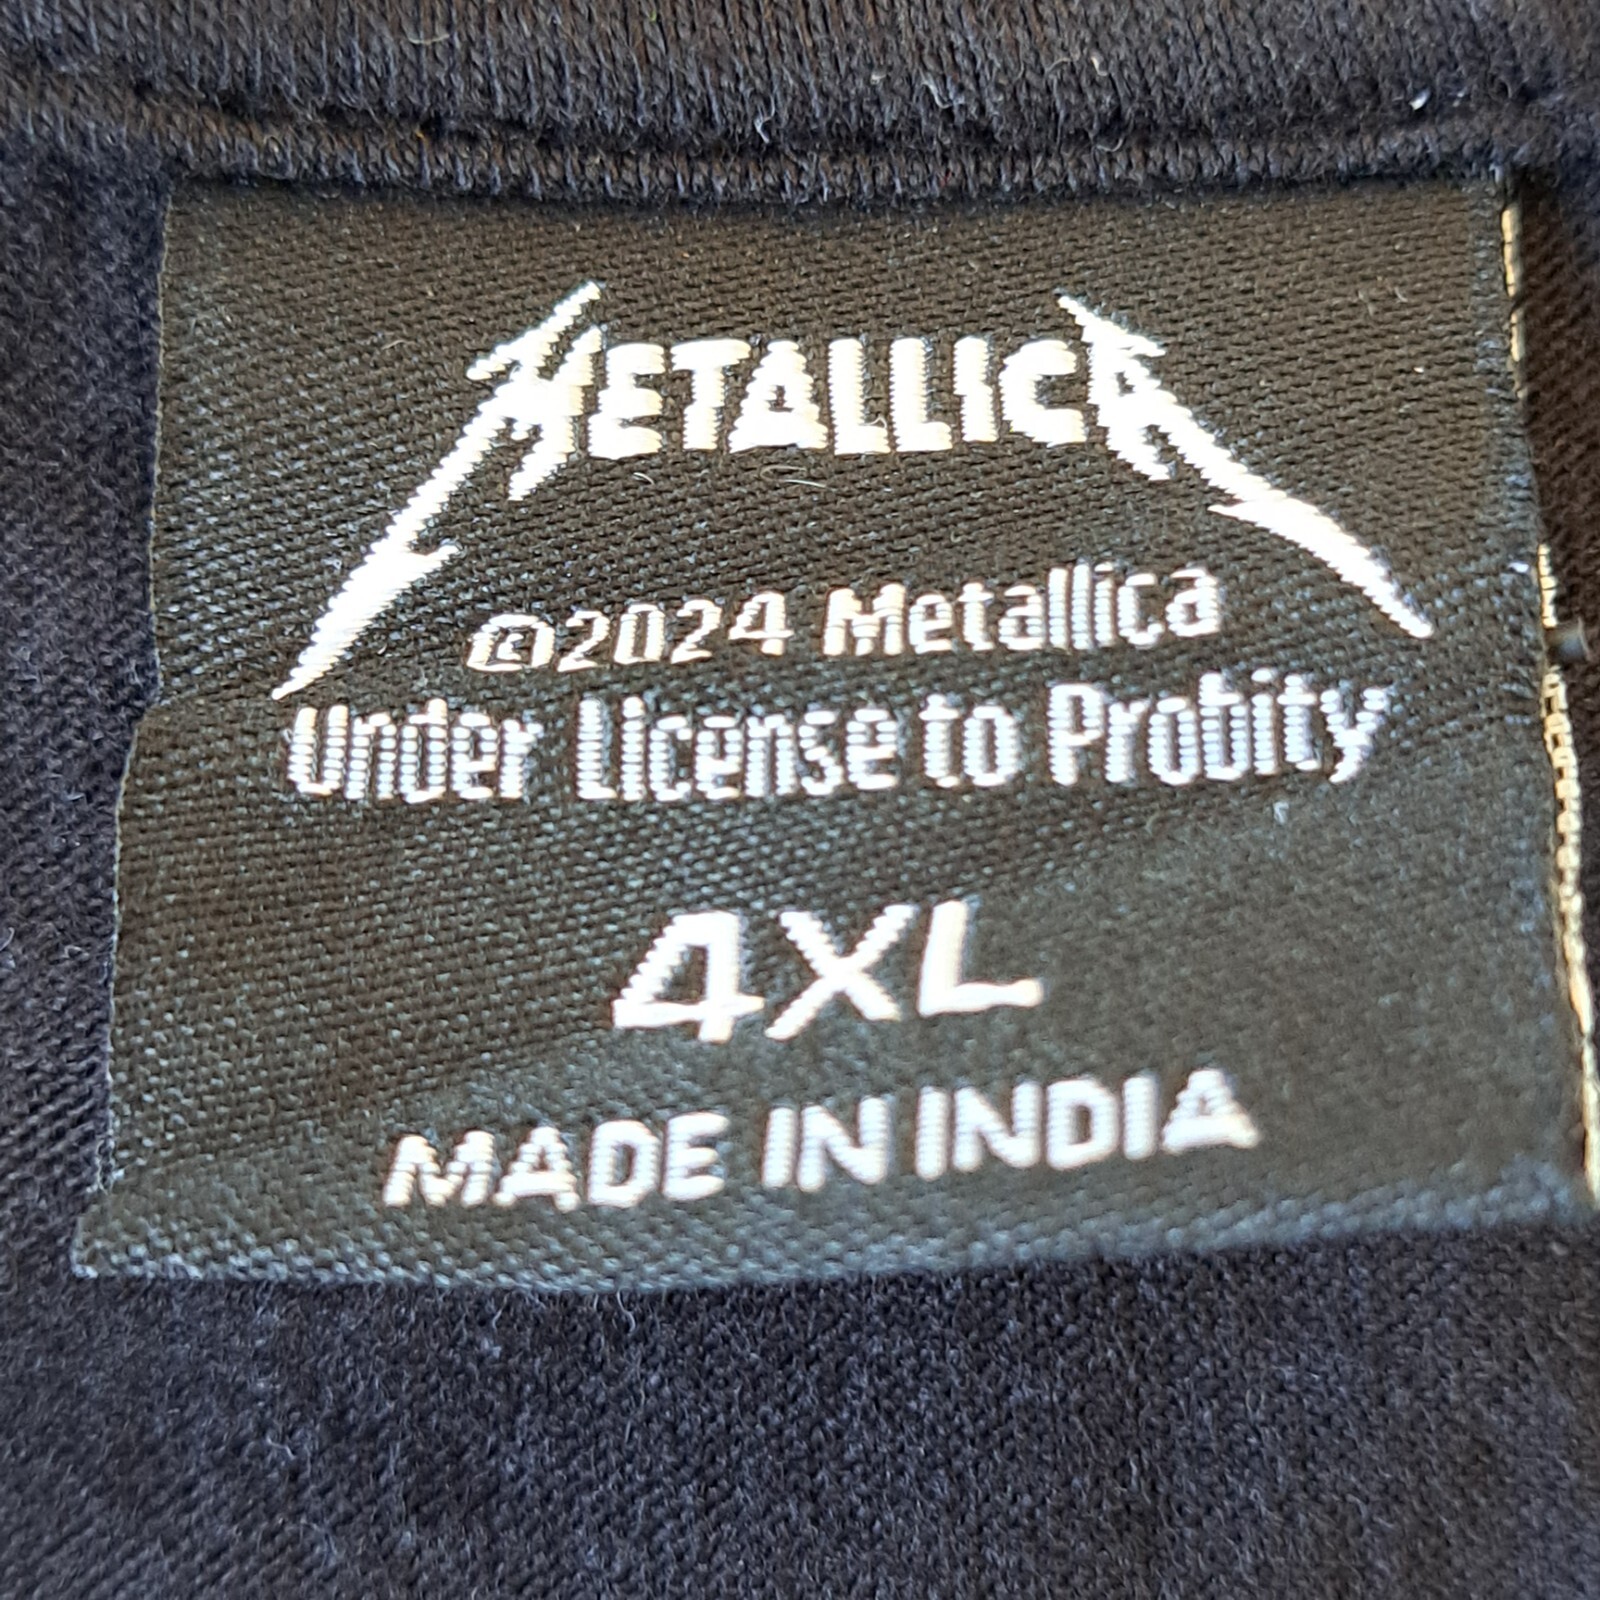 METALLICA
©2024 Metallica
Under License to Probity
4XL
MADE IN INDIA